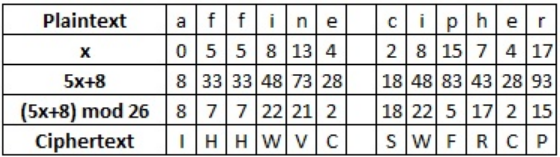 Plaintext a f f i n e c i p h e r
x 0 5 5 8 13 4 2 8 15 7 4 17
5x+8 8 33 33 48 73 28 18 48 83 43 28 93
(5x+8) mod 26 8 7 7 22 21 2 18 22 5 17 2 15
Ciphertext I H H W V C S W F R C P